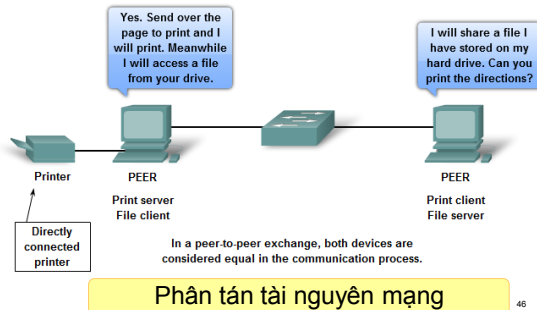 Yes. Send over the
page to print and I
will print. Meanwhile
I will access a file
from your drive.
I will share a file I
have stored on my
hard drive. Can you
print the directions?
Printer
PEER
Print server
File client
PEER
Print client
File server
Directly
connected
printer
In a peer-to-peer exchange, both devices are
considered equal in the communication process.
Phân tán tài nguyên mạng
46